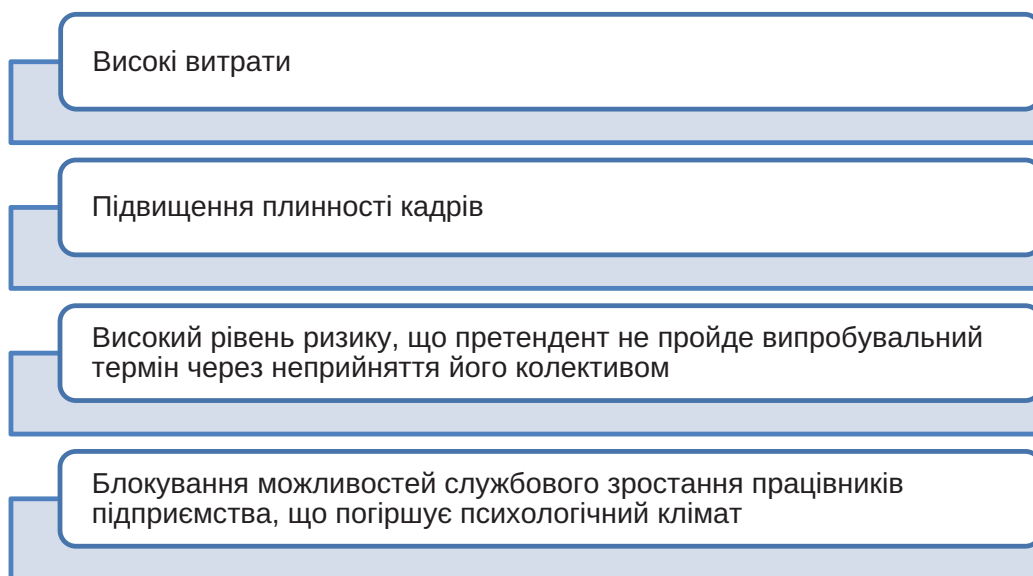 Високі витрати
Підвищення плинності кадрів
Високий рівень ризику, що претендент не пройде випробувальний
термін через неприйняття його колективом
Блокування можливостей службового зростання працівників
підприємства, що погіршує психологічний клімат